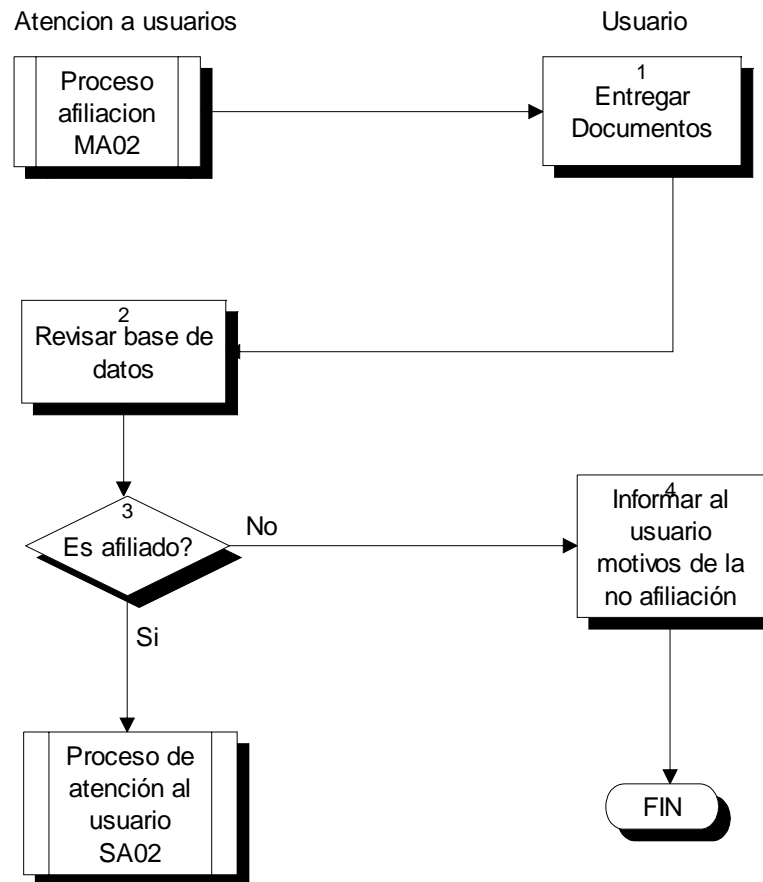 Atencion a usuarios
Usuario
Proceso
afiliacion
MA02
1
Entregar
Documentos
2
Revisar base de
datos
3
Es afiliado?
No
Si
4
Informar al
usuario
motivos de la
no afiliación
Proceso de
atención al
usuario
SA02
FIN